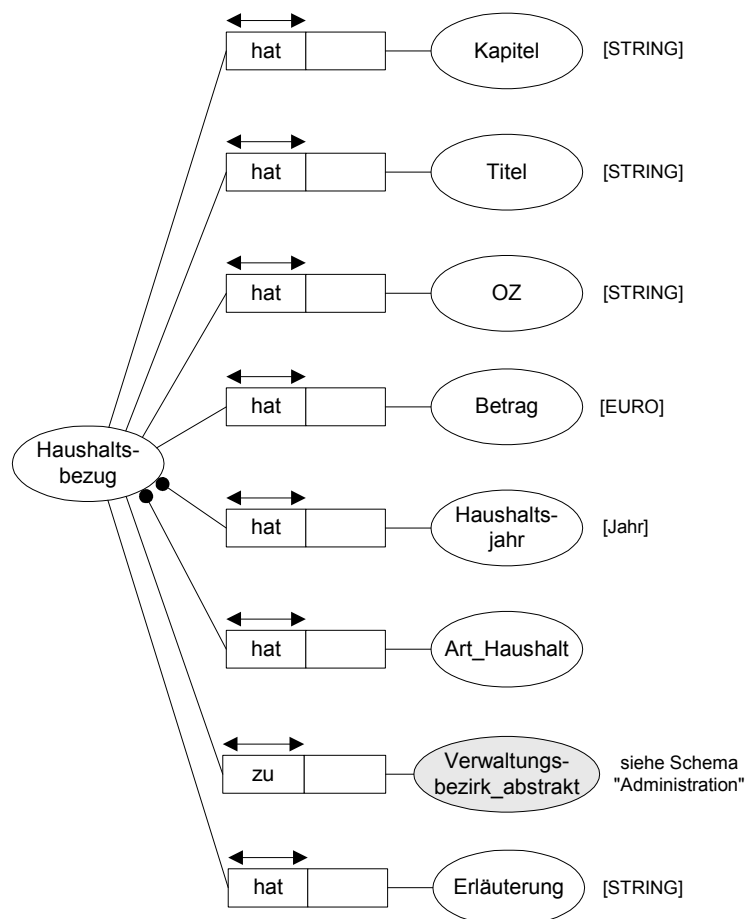 hat
Kapitel
[STRING]
hat
Titel
[STRING]
hat
OZ
[STRING]
hat
Betrag
[EURO]
Haushalts-
bezug
hat
Haushalts-
jahr
[Jahr]
hat
Art_Haushalt
zu
Verwaltungs-
bezirk_abstrakt
siehe Schema
"Administration"
hat
Erläuterung
[STRING]